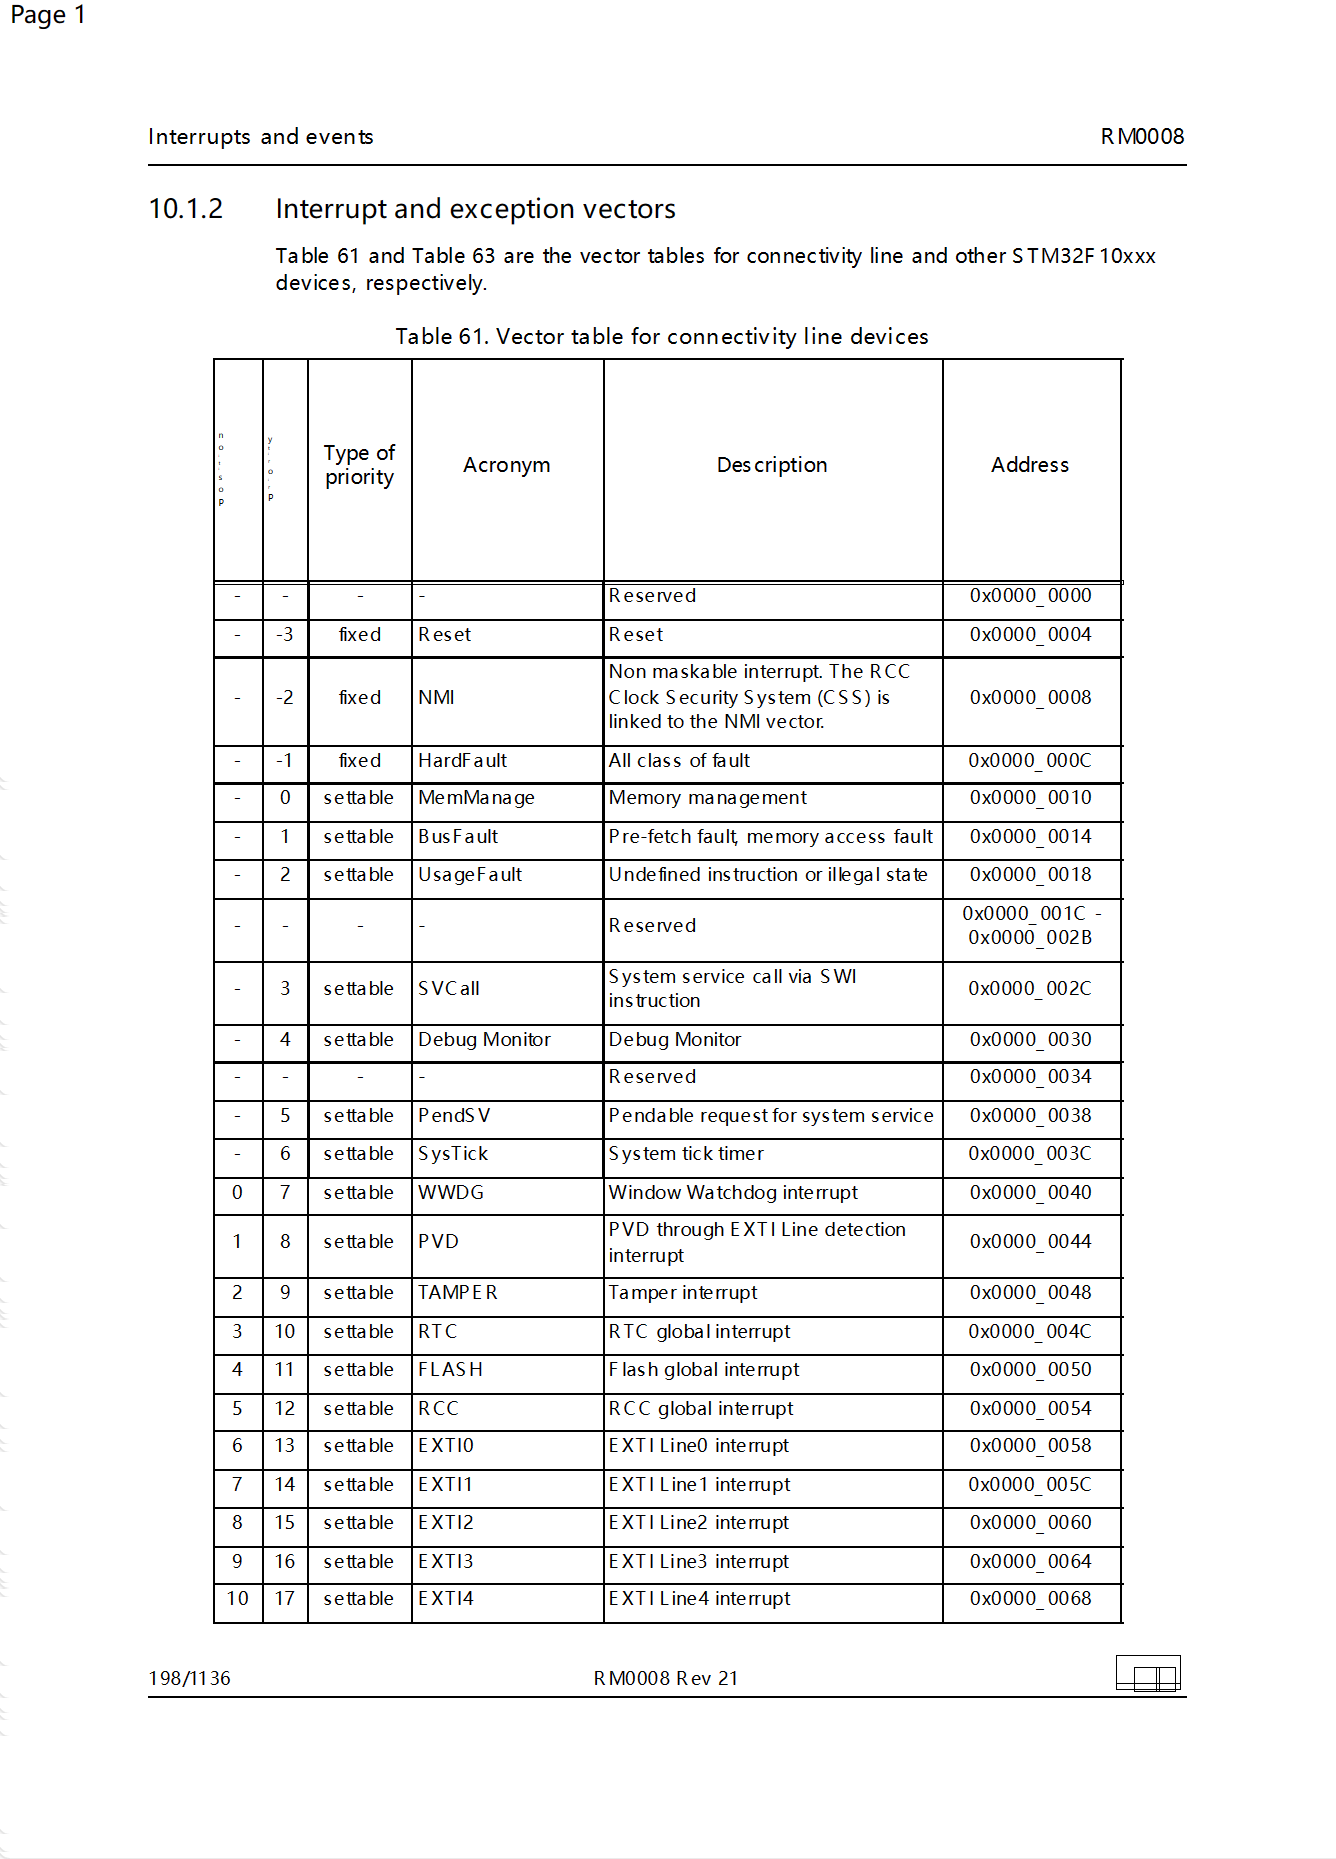 Page 1
Interrupts and events RM0008
10.1.2 Interrupt and exception vectors
Table 61 and Table 63 are the vector tables for connectivity line and other STM32F10xxx
devices, respectively.
Table 61. Vector table for connectivity line devices
Position Priority Type of priority Acronym Description Address
- - - - Reserved 0x0000_0000
- -3 fixed Reset Reset 0x0000_0004
- -2 fixed NMI Non maskable interrupt. The RCC
Clock Security System (CSS) is
linked to the NMI vector. 0x0000_0008
- -1 fixed HardFault All class of fault 0x0000_000C
- 0 settable MemManage Memory management 0x0000_0010
- 1 settable BusFault Pre-fetch fault, memory access fault 0x0000_0014
- 2 settable UsageFault Undefined instruction or illegal state 0x0000_0018
- - - - Reserved 0x0000_001C -
0x0000_002B
- 3 settable SVCall System service call via SWI
instruction 0x0000_002C
- 4 settable Debug Monitor Debug Monitor 0x0000_0030
- - - - Reserved 0x0000_0034
- 5 settable PendSV Pendable request for system service 0x0000_0038
- 6 settable SysTick System tick timer 0x0000_003C
0 7 settable WWDG Window Watchdog interrupt 0x0000_0040
1 8 settable PVD PVD through EXTI Line detection
interrupt 0x0000_0044
2 9 settable TAMPER Tamper interrupt 0x0000_0048
3 10 settable RTC RTC global interrupt 0x0000_004C
4 11 settable FLASH Flash global interrupt 0x0000_0050
5 12 settable RCC RCC global interrupt 0x0000_0054
6 13 settable EXTI0 EXTI Line0 interrupt 0x0000_0058
7 14 settable EXTI1 EXTI Line1 interrupt 0x0000_005C
8 15 settable EXTI2 EXTI Line2 interrupt 0x0000_0060
9 16 settable EXTI3 EXTI Line3 interrupt 0x0000_0064
10 17 settable EXTI4 EXTI Line4 interrupt 0x0000_0068
198/1136 RM0008 Rev 21